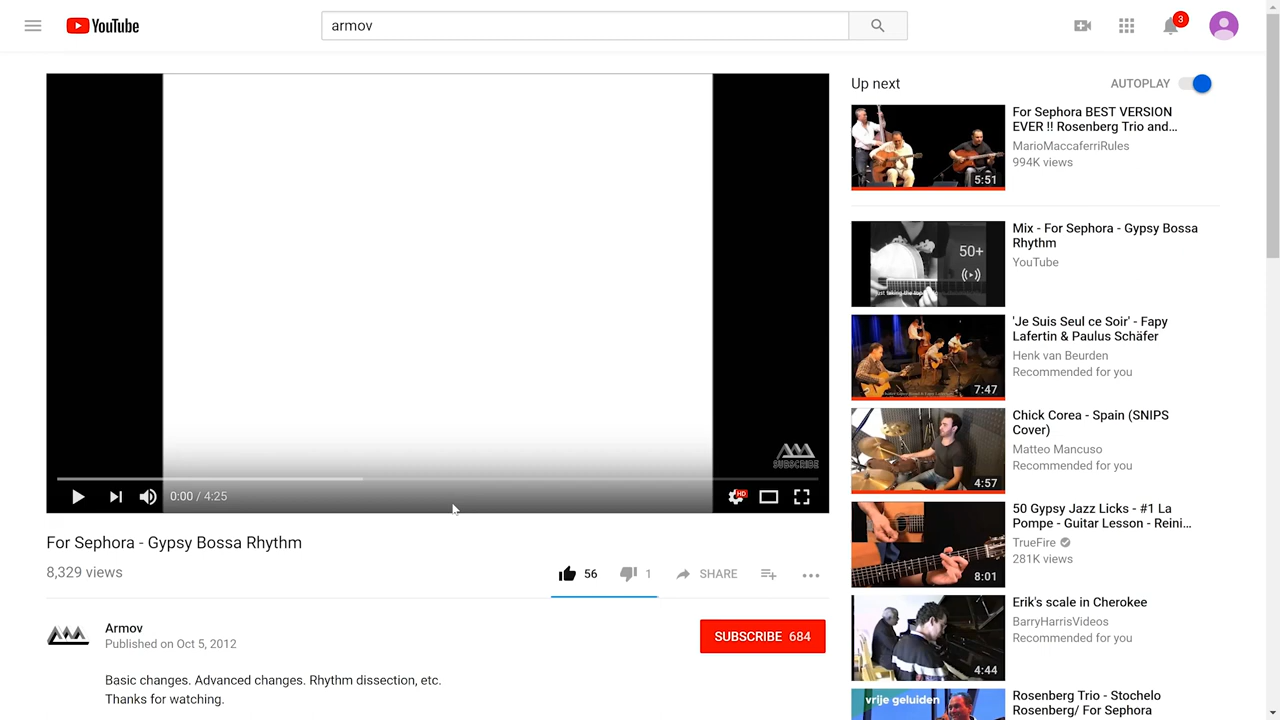 YouTube
armov
3
Up next
AUTOPLAY
For Sephora BEST VERSION
EVER !! Rosenberg Trio and...
MarioMaccaferriRules
994K views
5:51
Mix - For Sephora - Gypsy Bossa
Rhythm
YouTube
50+
'Je Suis Seul ce Soir' - Fapy
Lafertin & Paulus Schäfer
Henk van Beurden
Recommended for you
7:47
Chick Corea - Spain (SNIPS
Cover)
Matteo Mancuso
Recommended for you
4:57
SUBSCRIBE
0:00 / 4:25
HD
50 Gypsy Jazz Licks - #1 La
Pompe - Guitar Lesson - Reini...
TrueFire
281K views
8:01
For Sephora - Gypsy Bossa Rhythm
8,329 views
56
1
SHARE
Armov
Published on Oct 5, 2012
SUBSCRIBE 684
Basic changes. Advanced changes. Rhythm dissection, etc.
Thanks for watching.
Erik's scale in Cherokee
BarryHarrisVideos
Recommended for you
4:44
Rosenberg Trio - Stochelo
Rosenberg/ For Sephora
vrije geluiden